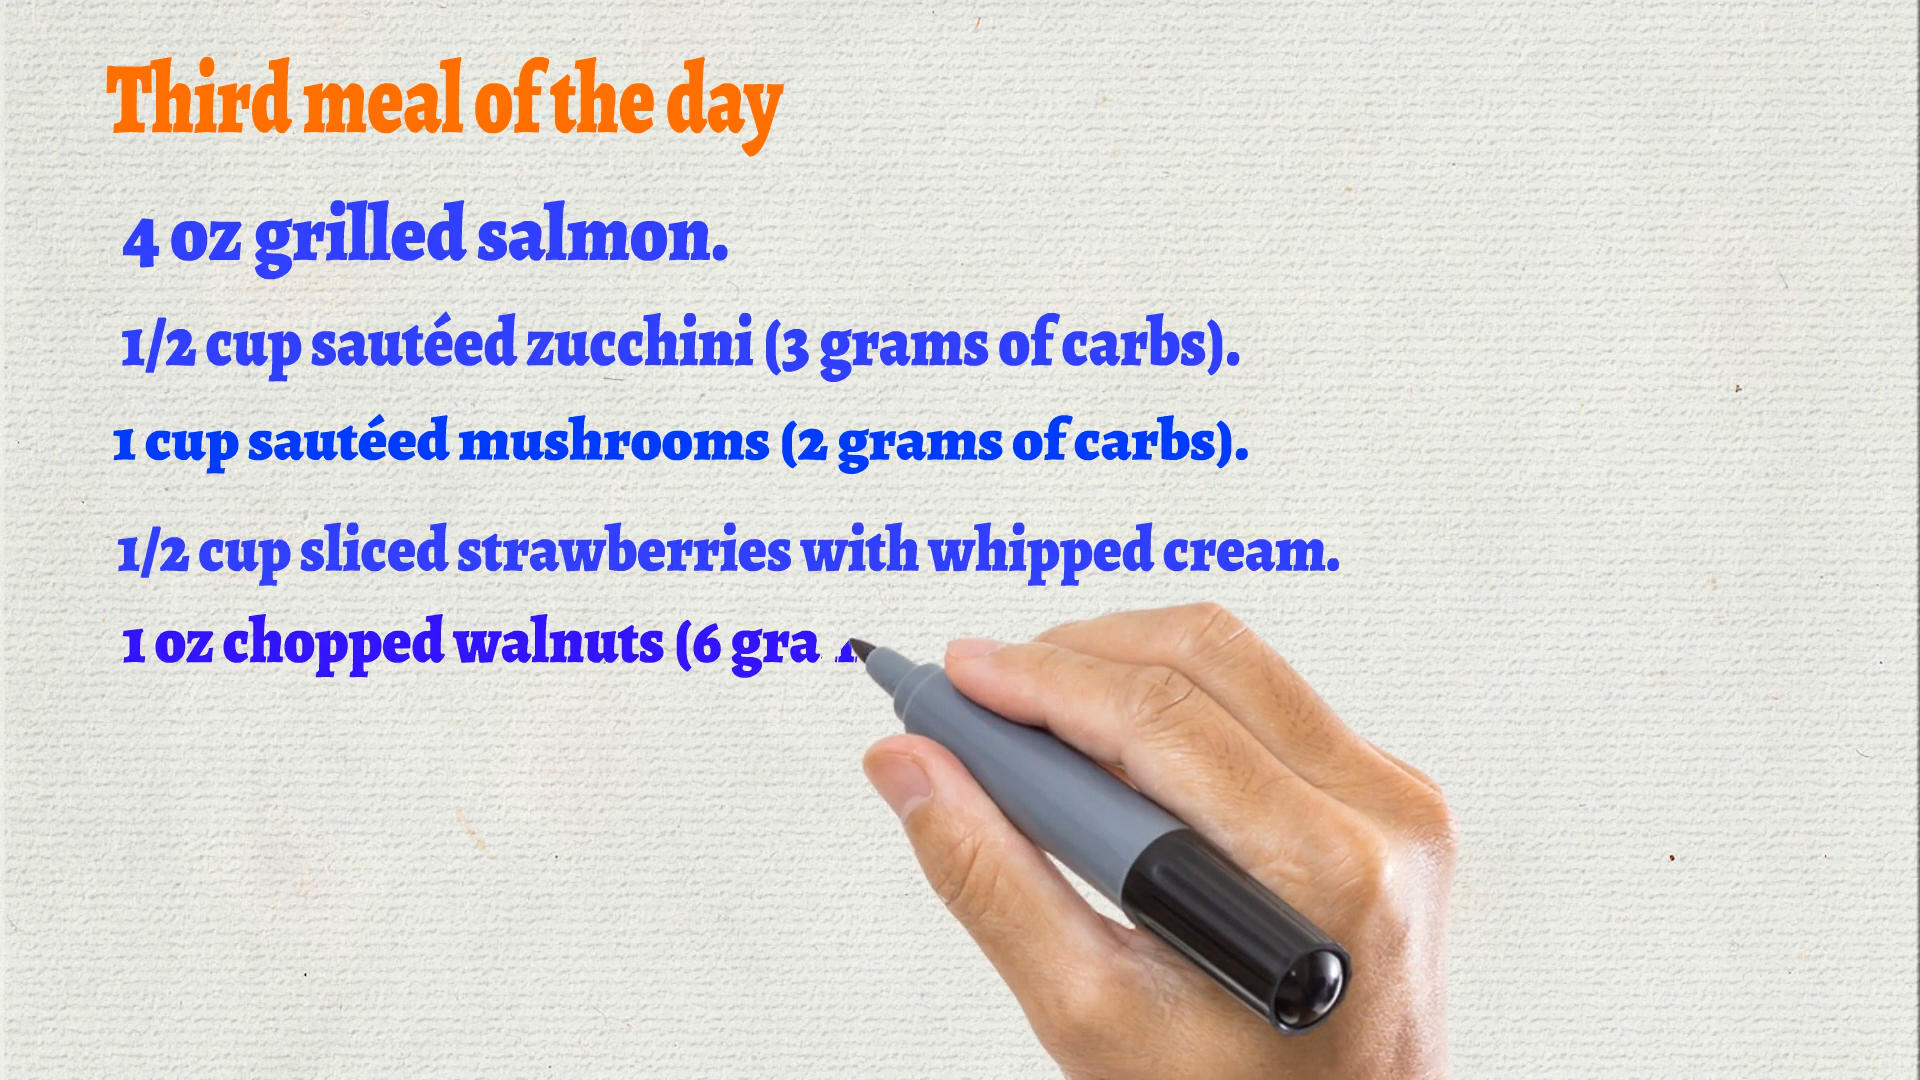 Third meal of the day
4 oz grilled salmon.
1/2 cup sautéed zucchini (3 grams of carbs).
1 cup sautéed mushrooms (2 grams of carbs).
1/2 cup sliced strawberries with whipped cream.
1 oz chopped walnuts (6 gra